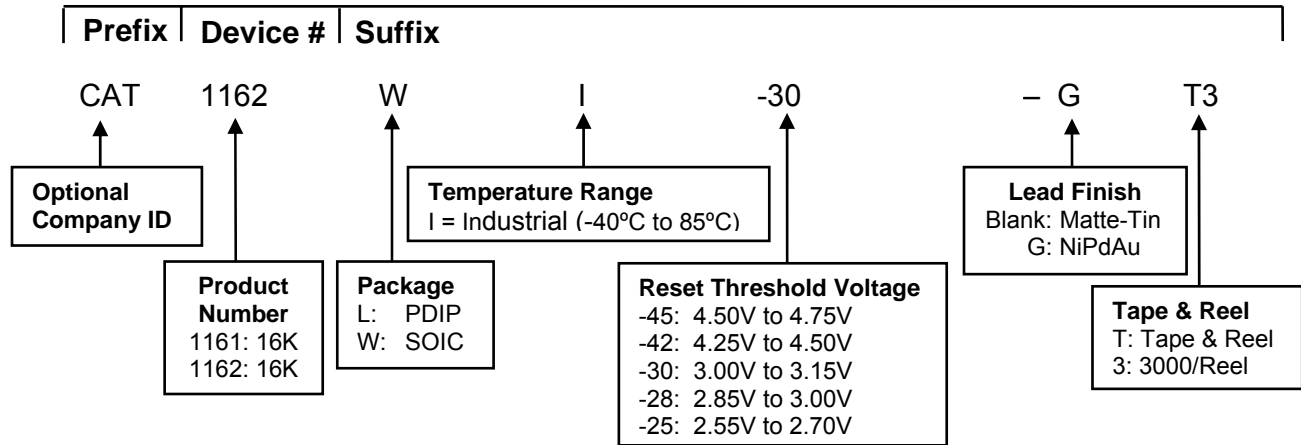 Prefix Device # Suffix
CAT 1162 W I -30 – G T3
Optional
Company ID
Temperature Range
I = Industrial (-40ºC to 85ºC)
Lead Finish
Blank: Matte-Tin
G: NiPdAu
Product
Number
1161: 16K
1162: 16K
Package
L: PDIP
W: SOIC
Reset Threshold Voltage
-45: 4.50V to 4.75V
-42: 4.25V to 4.50V
-30: 3.00V to 3.15V
-28: 2.85V to 3.00V
-25: 2.55V to 2.70V
Tape & Reel
T: Tape & Reel
3: 3000/Reel